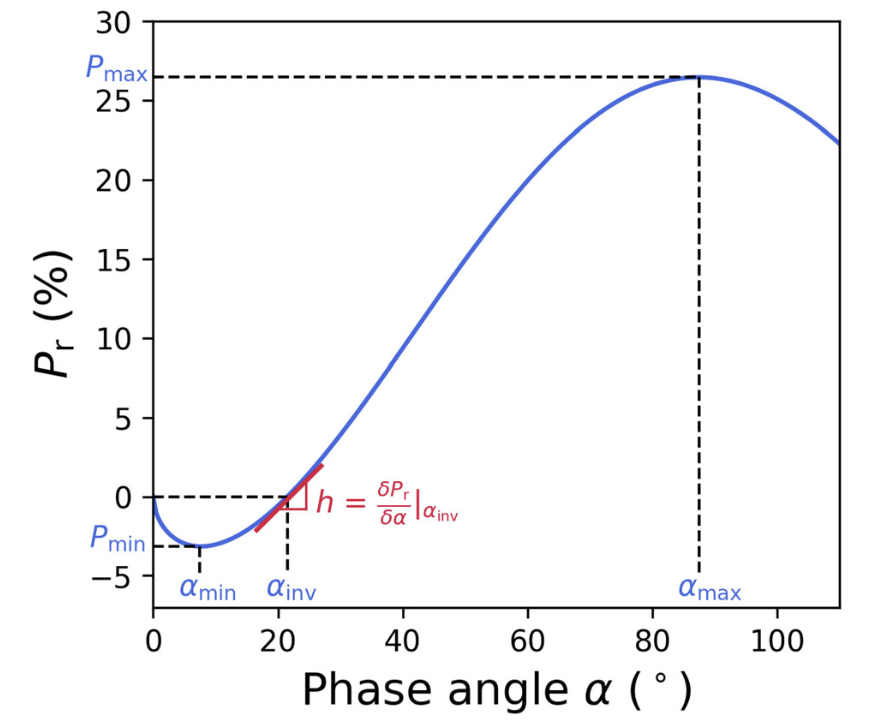 30
P_max
25
20
15
P_r (%)
10
5
0
h = δP_r/δα |α_inv
P_min
−5
α_min α_inv α_max
0 20 40 60 80 100
Phase angle α (°)